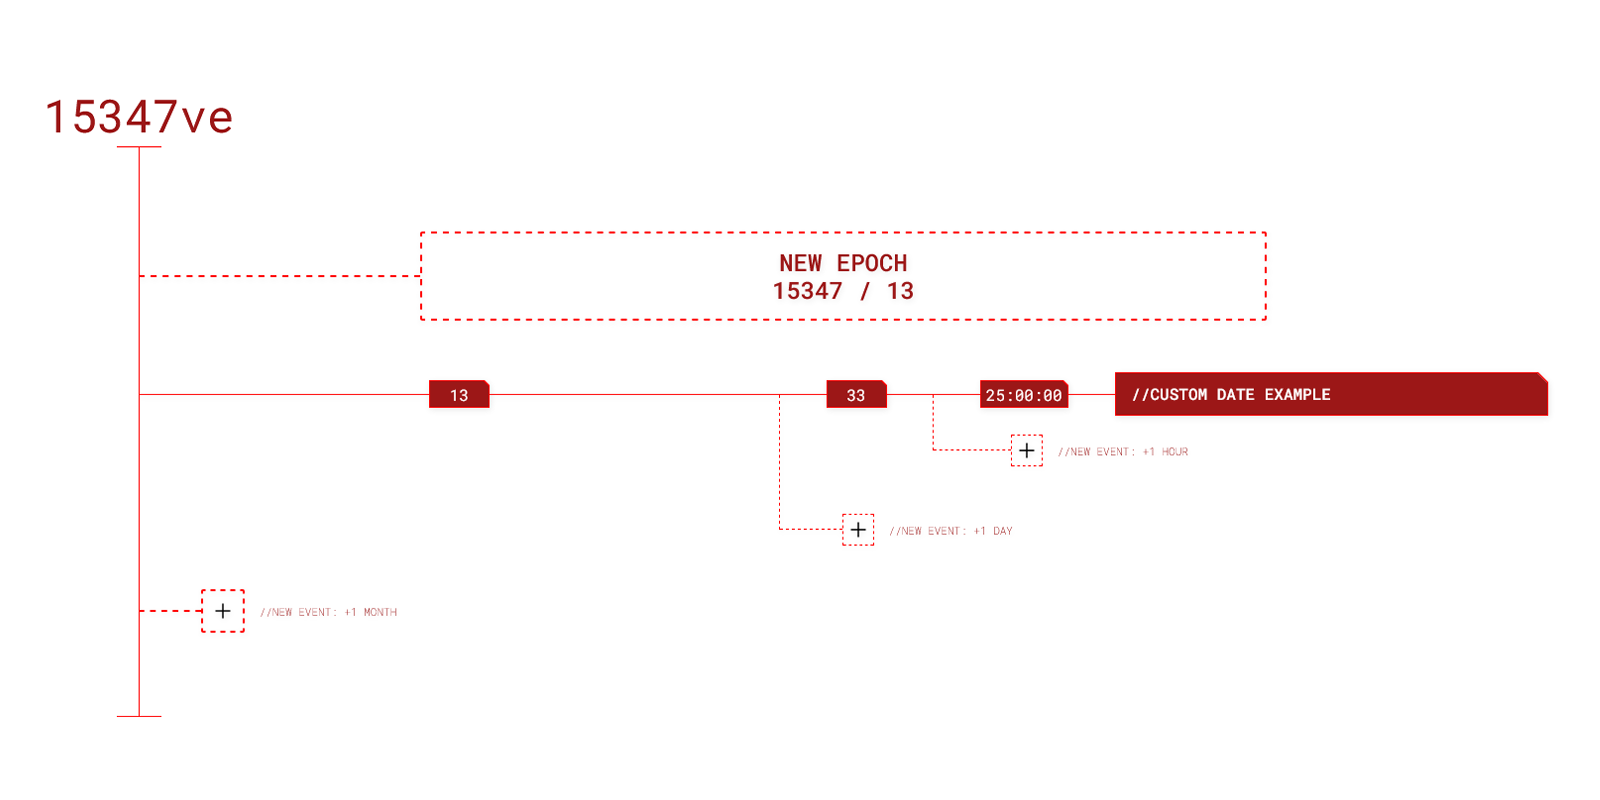 15347ve
NEW EPOCH
15347 / 13
13
33
25:00:00
//CUSTOM DATE EXAMPLE
//NEW EVENT: +1 HOUR
//NEW EVENT: +1 DAY
//NEW EVENT: +1 MONTH